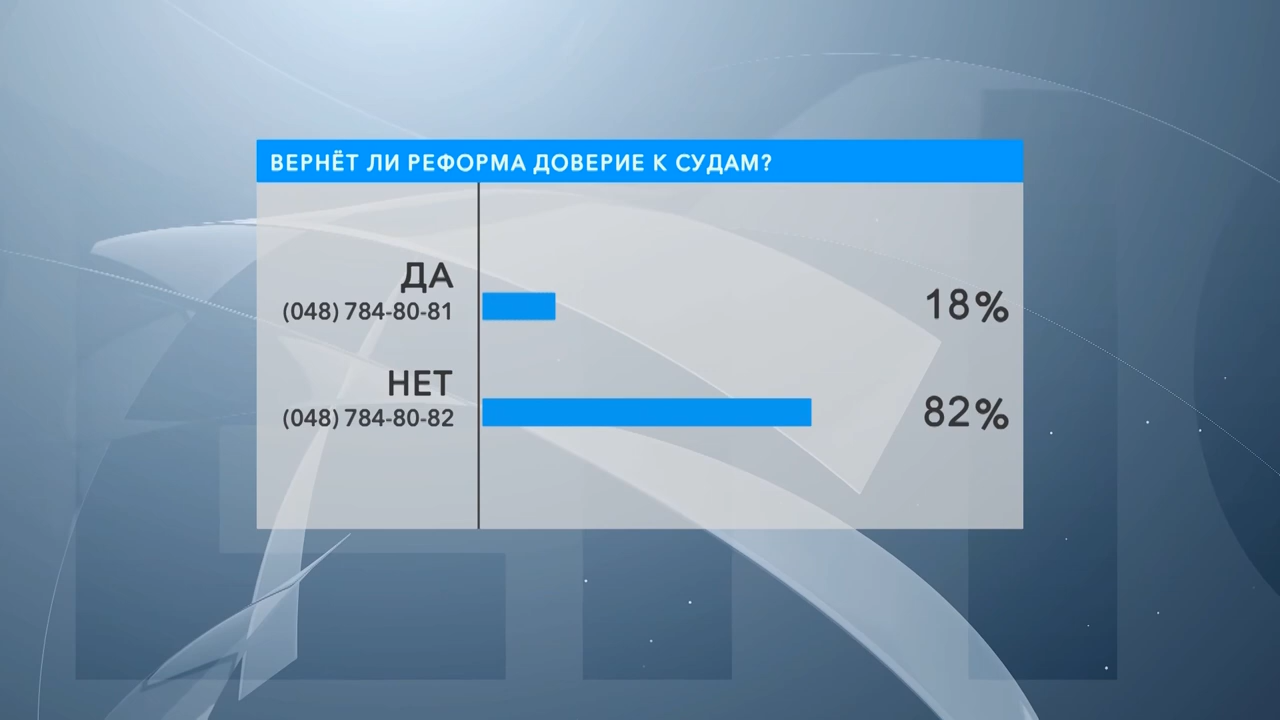 ВЕРНЁТ ЛИ РЕФОРМА ДОВЕРИЕ К СУДАМ?
ДА
(048) 784-80-81
18%
НЕТ
(048) 784-80-82
82%